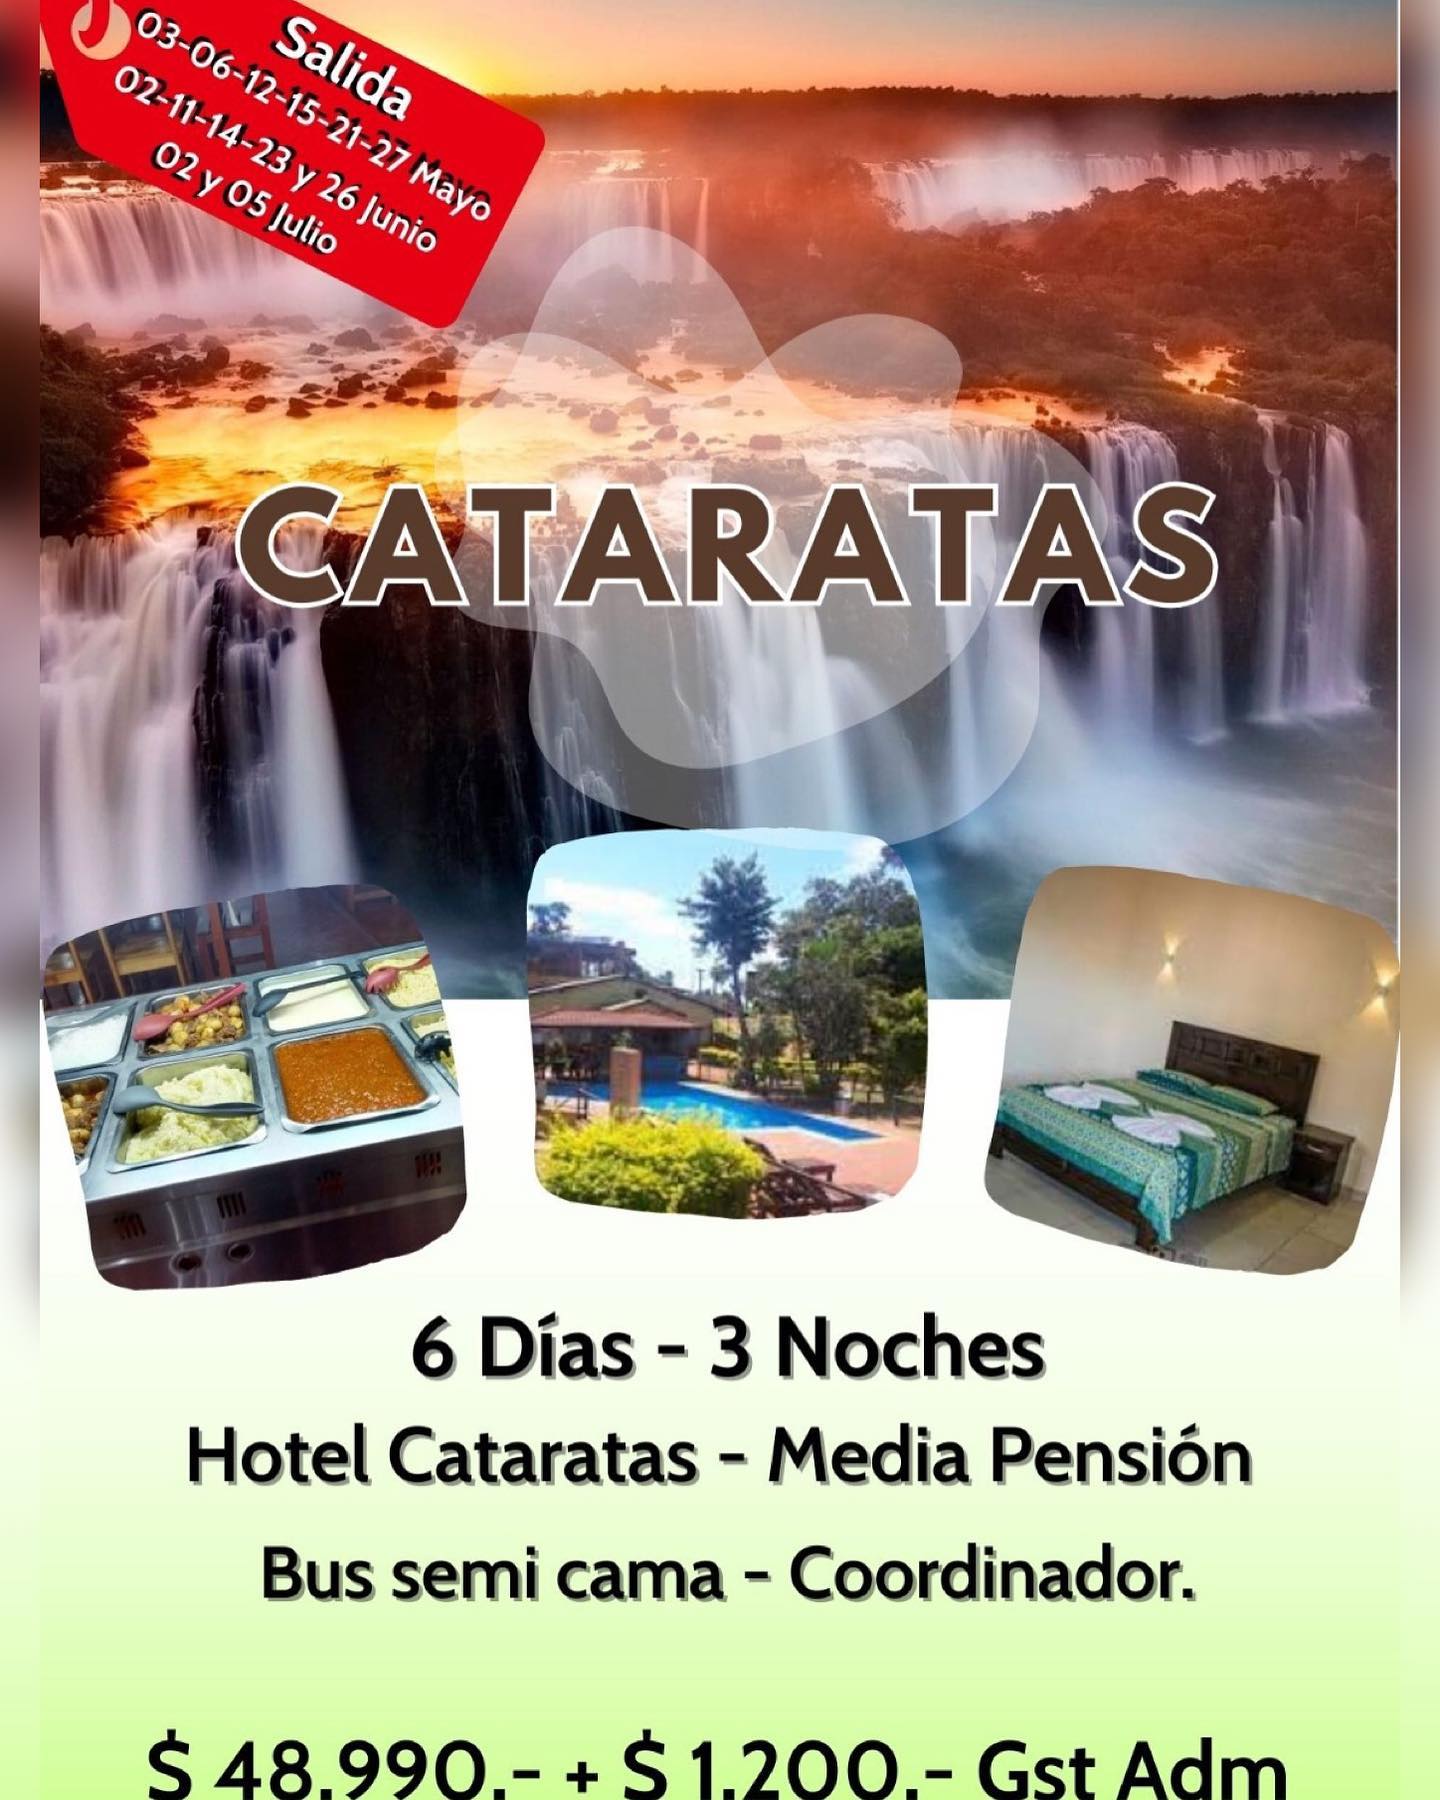 Salida
03-06-12-15-21-27 Mayo
02-11-14-23 y 26 Junio
02 y 05 Julio
CATARATAS
6 Días - 3 Noches
Hotel Cataratas - Media Pensión
Bus semi cama - Coordinador.
$ 48.990.- + $ 1.200.- Gst Adm